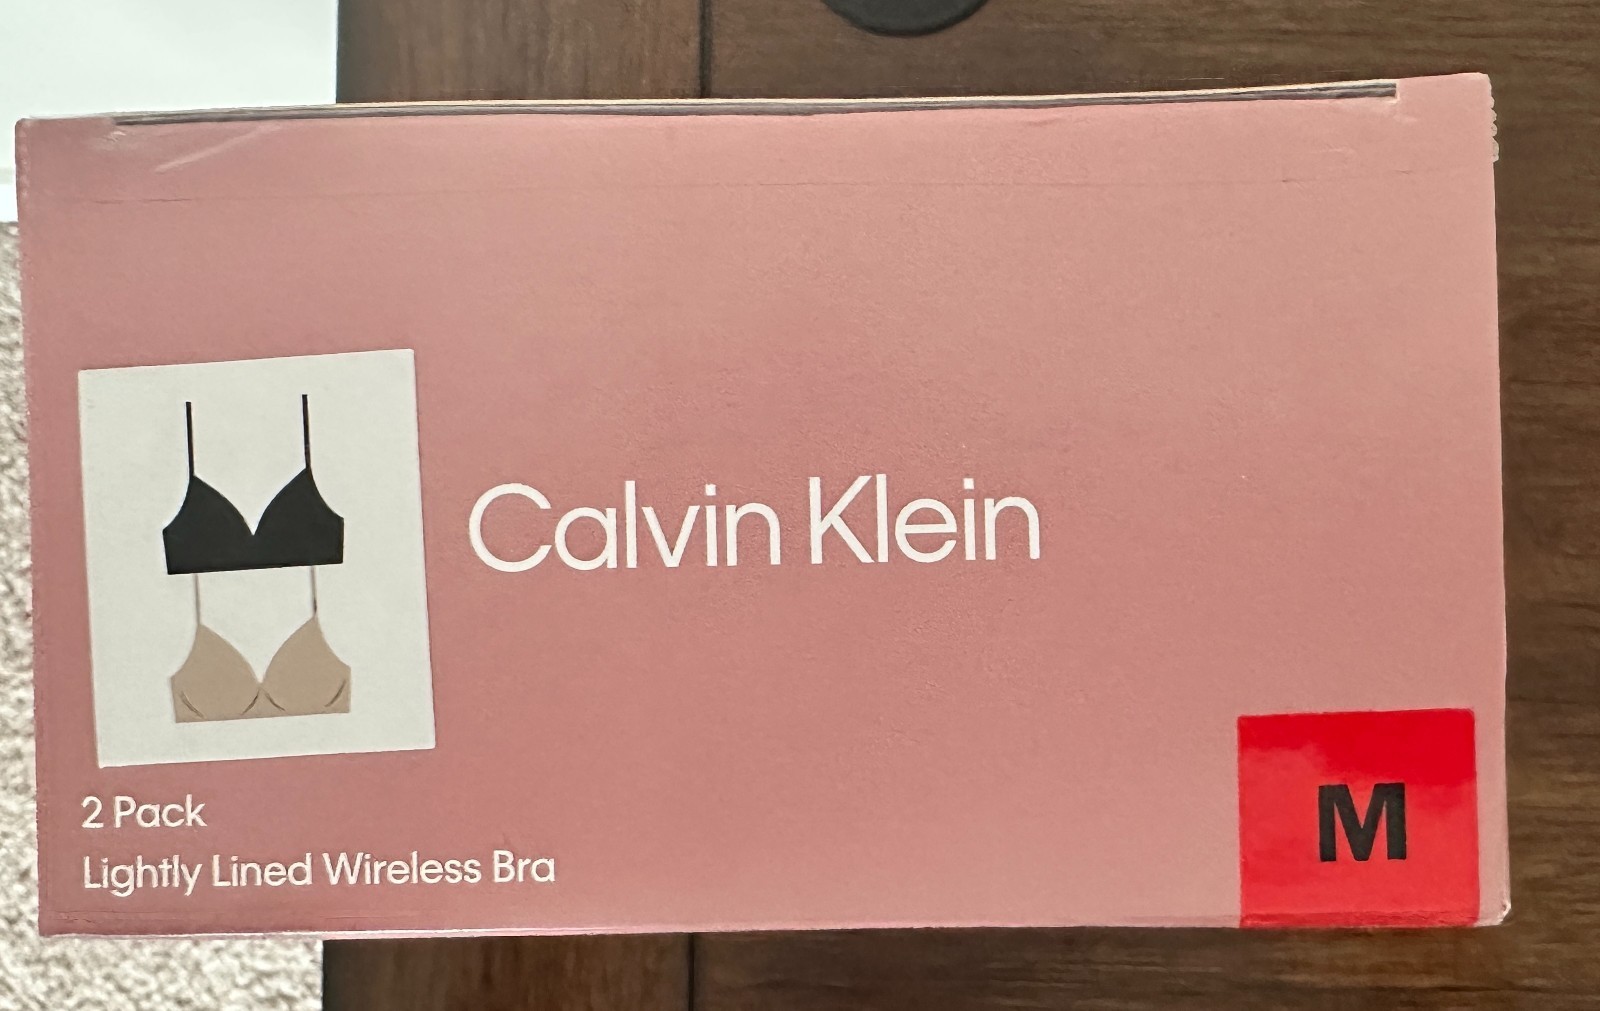 Calvin Klein
2 Pack
Lightly Lined Wireless Bra
M